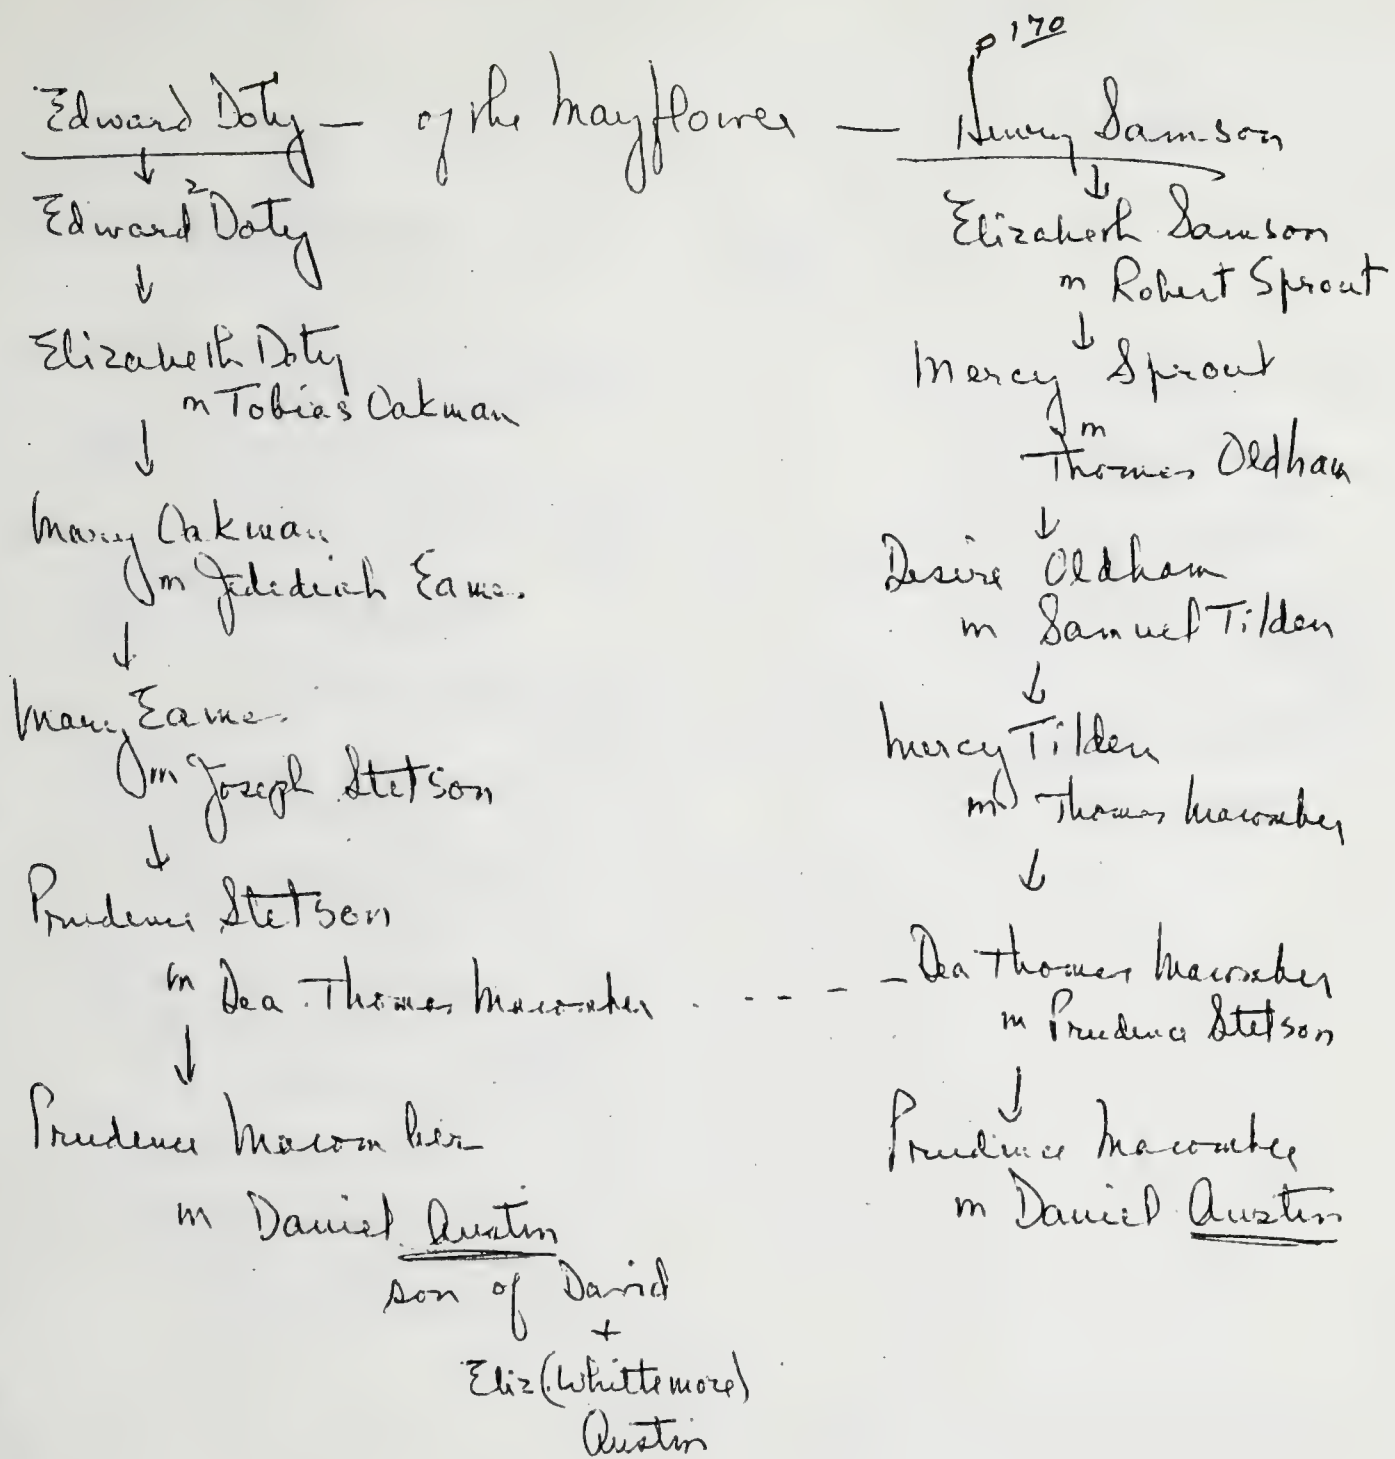 p 170
Edward Doty — of the Mayflower — Henry Samson
Edward² Doty
Elizabeth Doty
m Tobias Oakman
Mary Oakman
m Jedediah Eames
Mary Eames
m Joseph Stetson
Prudence Stetson
m Dea. Thomas Macomber . - - - -
Prudence Macomber
m Daniel Austin
son of David
+
Eliz (Whittemore)
Austin
Elizabeth Samson
m Robert Sprout
Mercy Sprout
m
Thomas Oldham
Desire Oldham
m Samuel Tilden
Mercy Tilden
m Thomas Macomber
Dea Thomas Macomber
m Prudence Stetson
Prudence Macomber
m Daniel Austin